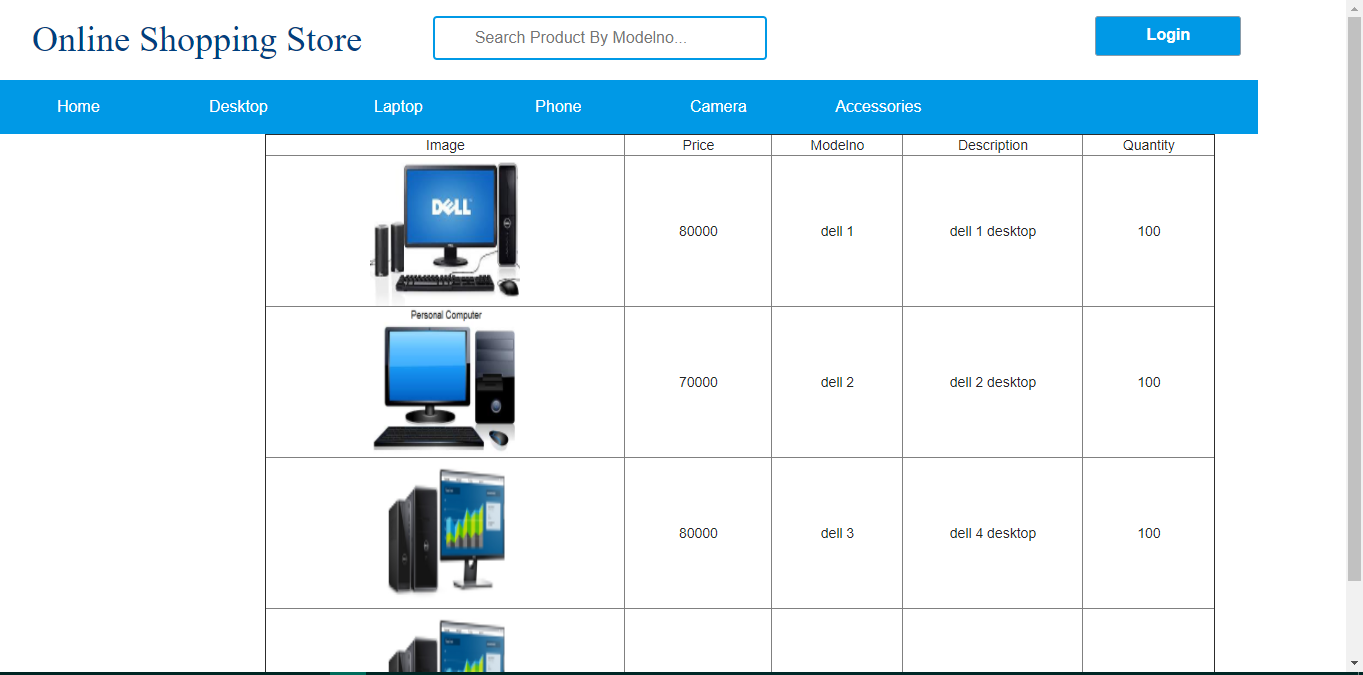 Online Shopping Store
Search Product By Modelno...
Login
Home Desktop Laptop Phone Camera Accessories
Image Price Modelno Description Quantity
DELL
80000 dell 1 dell 1 desktop 100
Personal Computer
70000 dell 2 dell 2 desktop 100
80000 dell 3 dell 4 desktop 100